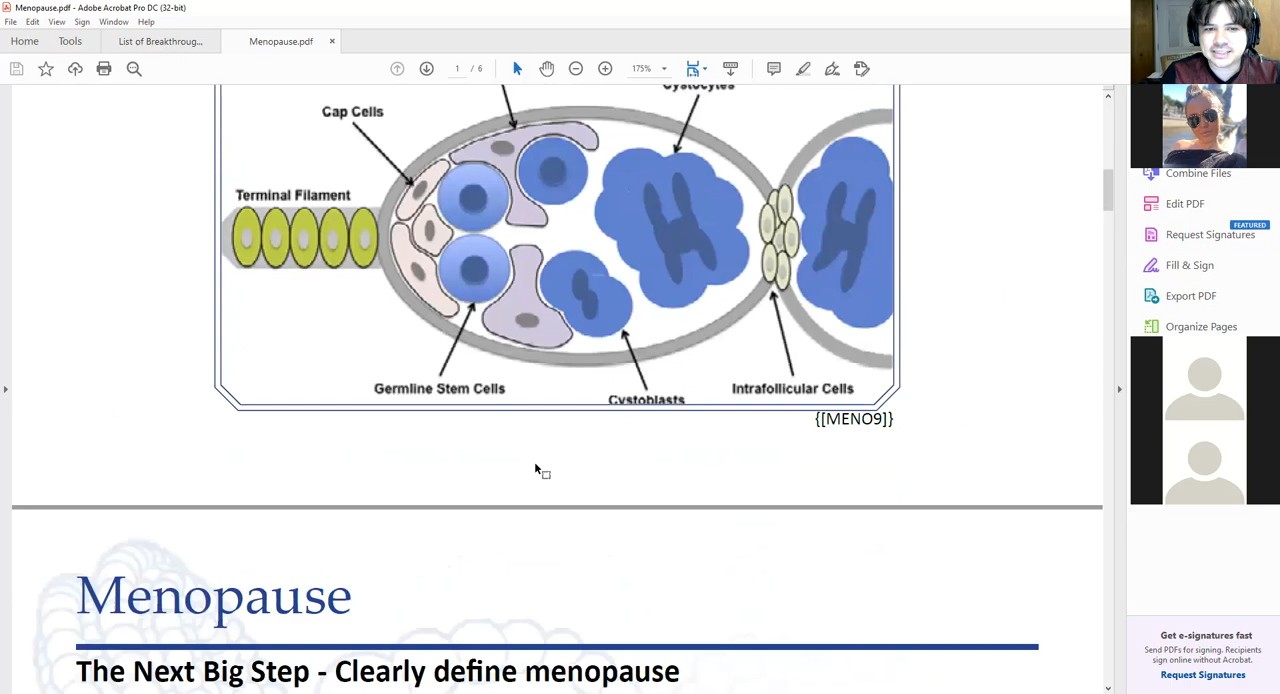 Menopause.pdf - Adobe Acrobat Pro DC (32-bit)
File Edit View Sign Window Help
Home Tools List of Breakthroug... Menopause.pdf ×
1 / 6 175%
Cystocytes
Cap Cells
Terminal Filament
Germline Stem Cells
Cystoblasts
Intrafollicular Cells
{[MENO9]}
Menopause
The Next Big Step - Clearly define menopause
Combine Files
Edit PDF
FEATURED
Request Signatures
Fill & Sign
Export PDF
Organize Pages
Get e-signatures fast
Send PDFs for signing. Recipients
sign online without Acrobat.
Request Signatures